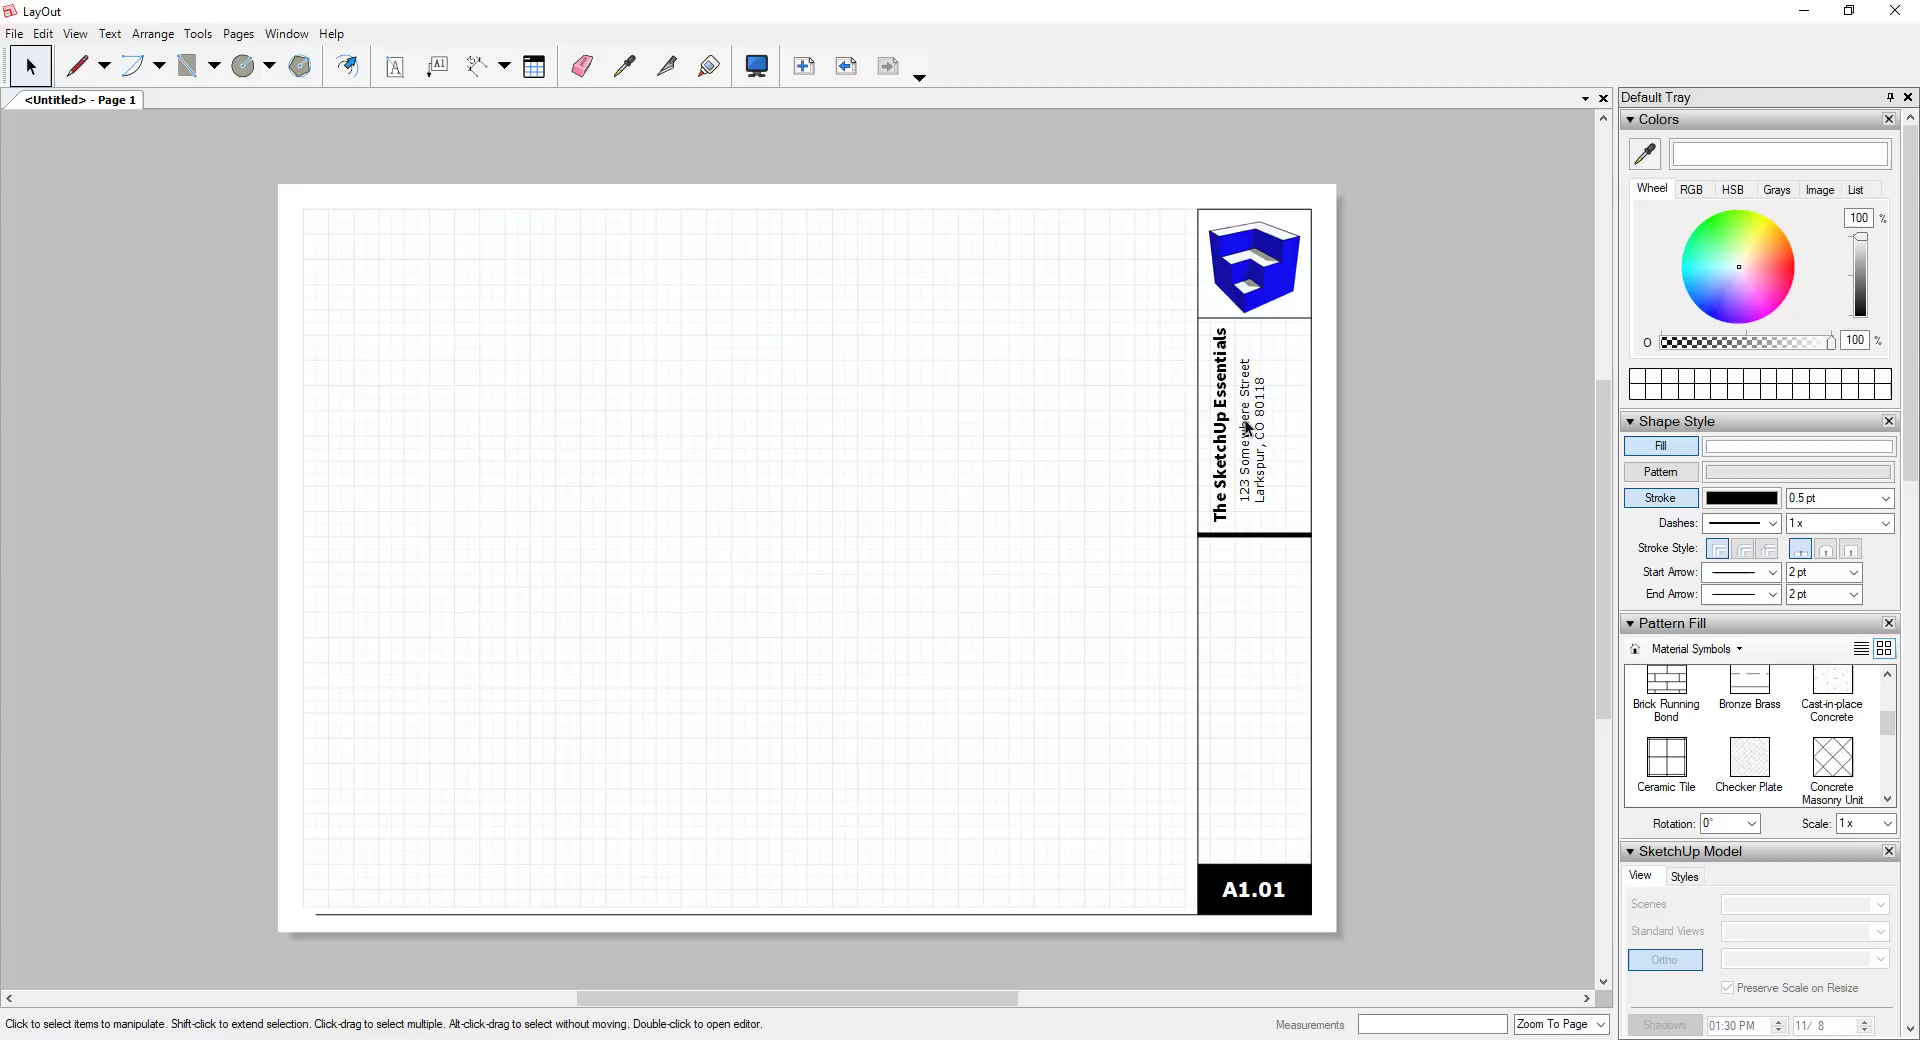 LayOut
File Edit View Text Arrange Tools Pages Window Help
A1
<Untitled> - Page 1
The SketchUp Essentials
123 Somewhere Street
Larkspur, CO 80118
A1.01
Default Tray
Colors
Wheel RGB HSB Grays Image List
100 %
O 100 %
Shape Style
Fill
Pattern
Stroke 0.5 pt
Dashes: 1 x
Stroke Style:
Start Arrow: 2 pt
End Arrow: 2 pt
Pattern Fill
Material Symbols
Brick Running Bond
Bronze Brass
Cast-in-place Concrete
Ceramic Tile
Checker Plate
Concrete Masonry Unit
Rotation: 0° Scale: 1 x
SketchUp Model
View Styles
Scenes
Standard Views
Ortho
Preserve Scale on Resize
Shadows 01:30 PM 11/ 8
Click to select items to manipulate. Shift-click to extend selection. Click-drag to select multiple. Alt-click-drag to select without moving. Double-click to open editor.
Measurements Zoom To Page